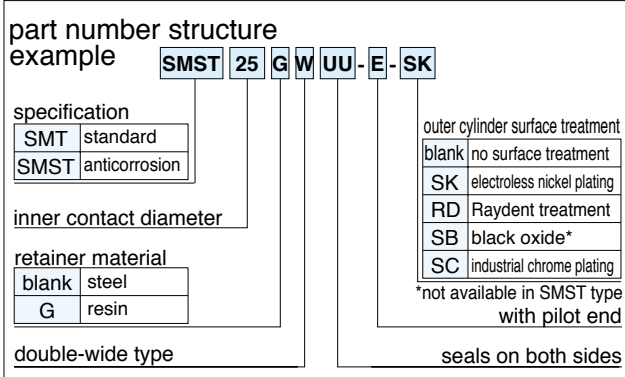 part number structure
example
SMST 25 G W UU - E - SK
specification
SMT standard
SMST anticorrosion
inner contact diameter
retainer material
blank steel
G resin
double-wide type
outer cylinder surface treatment
blank no surface treatment
SK electroless nickel plating
RD Raydent treatment
SB black oxide*
SC industrial chrome plating
*not available in SMST type
with pilot end
seals on both sides